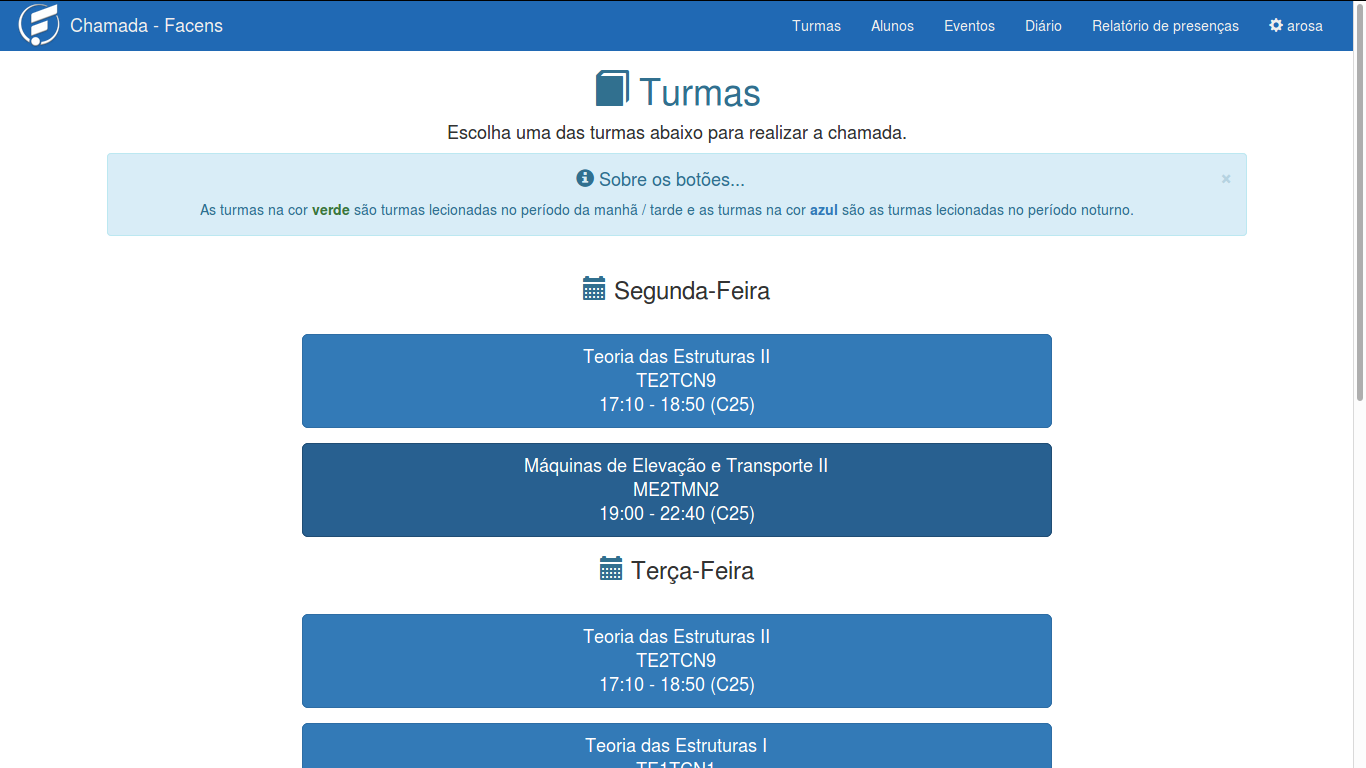 Chamada - Facens
Turmas Alunos Eventos Diário Relatório de presenças arosa
Turmas
Escolha uma das turmas abaixo para realizar a chamada.
Sobre os botões...
×
As turmas na cor verde são turmas lecionadas no período da manhã / tarde e as turmas na cor azul são as turmas lecionadas no período noturno.
Segunda-Feira
Teoria das Estruturas II
TE2TCN9
17:10 - 18:50 (C25)
Máquinas de Elevação e Transporte II
ME2TMN2
19:00 - 22:40 (C25)
Terça-Feira
Teoria das Estruturas II
TE2TCN9
17:10 - 18:50 (C25)
Teoria das Estruturas I
TE1TCN1